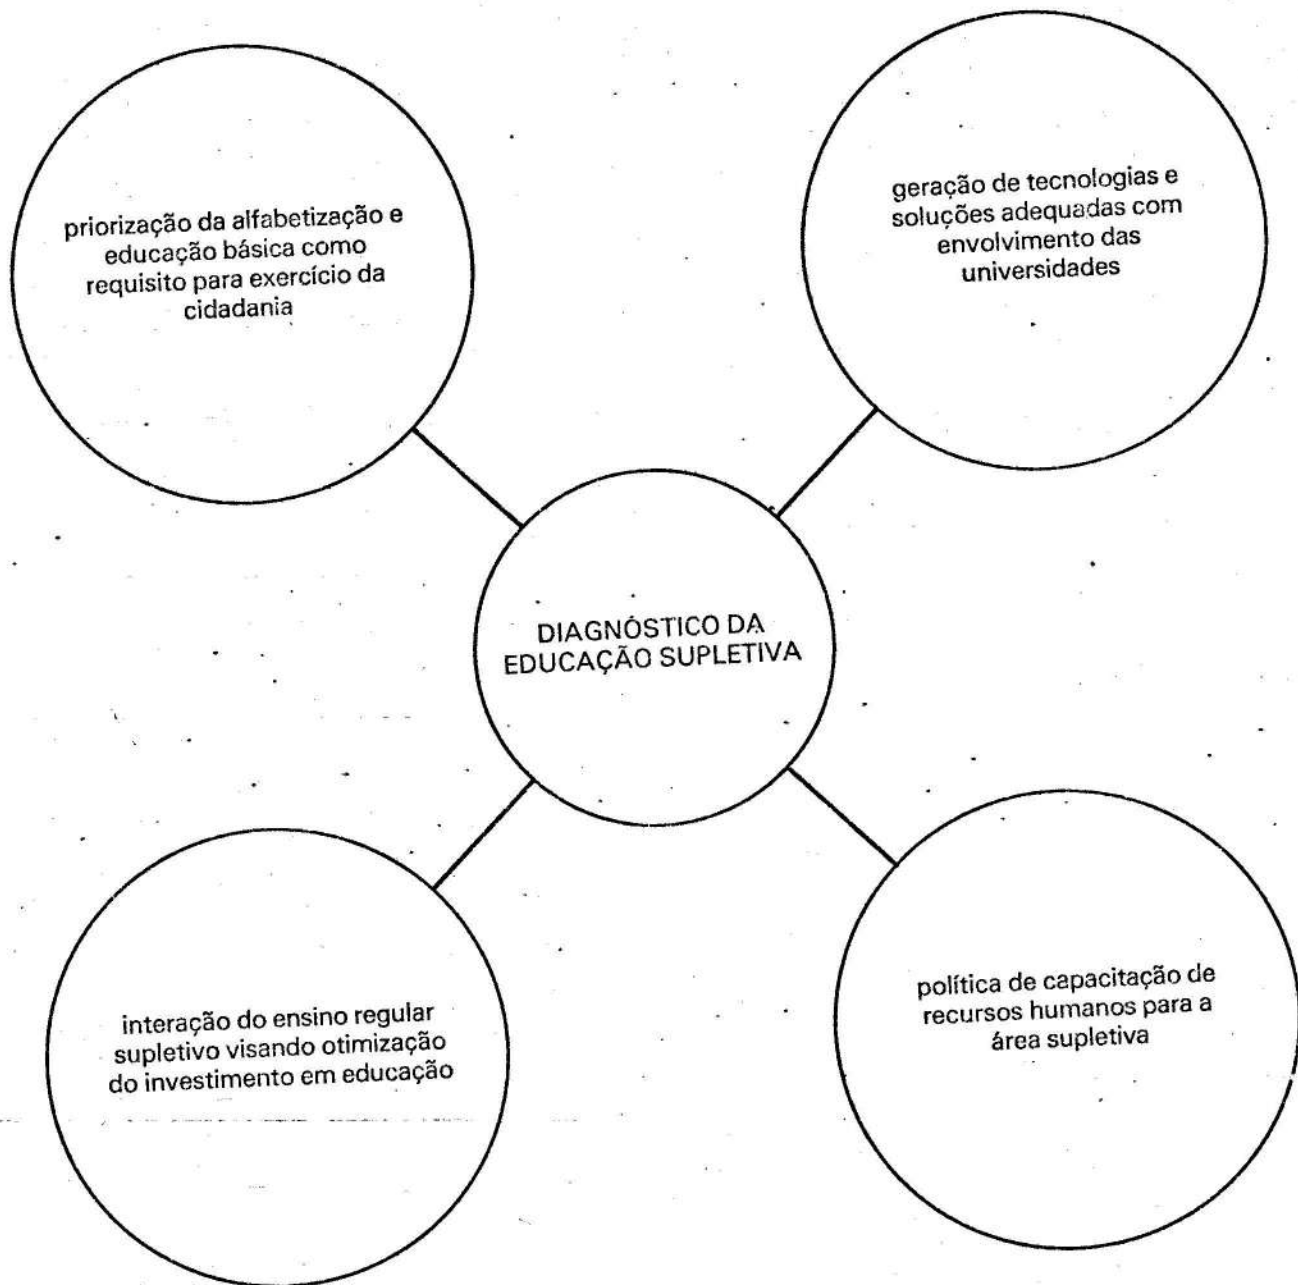 priorização da alfabetização e
educação básica como
requisito para exercício da
cidadania
geração de tecnologias e
soluções adequadas com
envolvimento das
universidades
DIAGNÓSTICO DA
EDUCAÇÃO SUPLETIVA
interação do ensino regular
supletivo visando otimização
do investimento em educação
política de capacitação de
recursos humanos para a
área supletiva